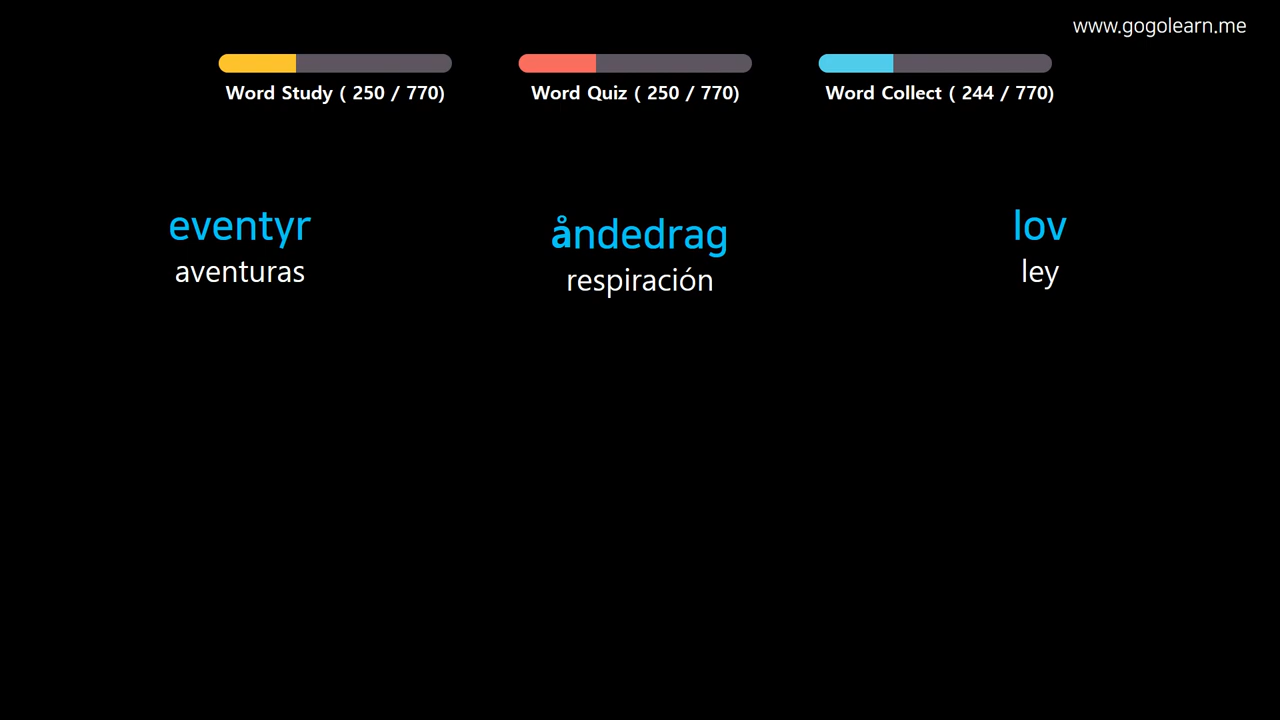 www.gogolearn.me
Word Study ( 250 / 770)
Word Quiz ( 250 / 770)
Word Collect ( 244 / 770)
eventyr
aventuras
åndedrag
respiración
lov
ley